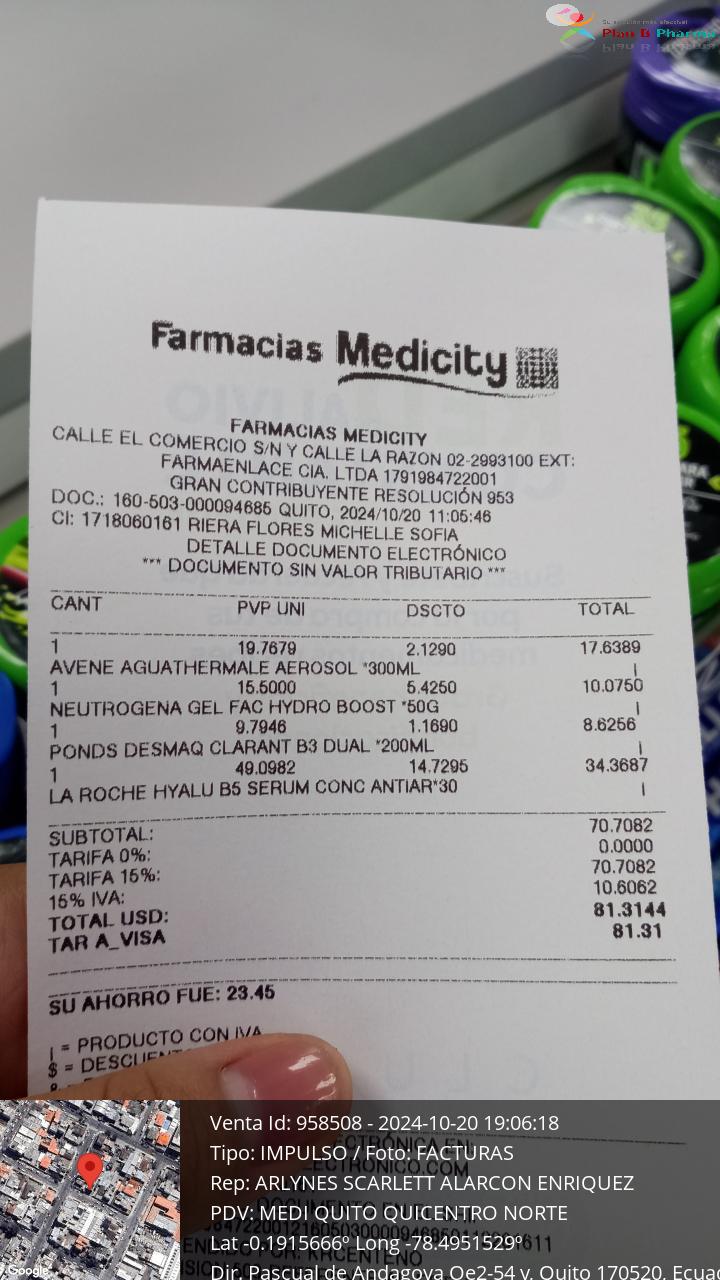 Plan B Pharma
Farmacias Medicity
FARMACIAS MEDICITY
CALLE EL COMERCIO S/N Y CALLE LA RAZON 02-2993100 EXT:
FARMAENLACE CIA. LTDA 1791984722001
GRAN CONTRIBUYENTE RESOLUCIÓN 953
DOC.: 160-503-000094685 QUITO, 2024/10/20 11:05:46
CI: 1718060161 RIERA FLORES MICHELLE SOFIA
DETALLE DOCUMENTO ELECTRÓNICO
*** DOCUMENTO SIN VALOR TRIBUTARIO ***
CANT PVP UNI DSCTO TOTAL
1 19.7679 2.1290 17.6389
AVENE AGUATHERMALE AEROSOL *300ML |
1 15.5000 5.4250 10.0750
NEUTROGENA GEL FAC HYDRO BOOST *50G |
1 9.7946 1.1690 8.6256
PONDS DESMAQ CLARANT B3 DUAL *200ML |
1 49.0982 14.7295 34.3687
LA ROCHE HYALU B5 SERUM CONC ANTIAR*30 |
SUBTOTAL: 70.7082
TARIFA 0%: 0.0000
TARIFA 15%: 70.7082
15% IVA: 10.6062
TOTAL USD: 81.3144
TAR A_VISA 81.31
SU AHORRO FUE: 23.45
| = PRODUCTO CON IVA
$ = DESCUEN
Venta Id: 958508 - 2024-10-20 19:06:18
Tipo: IMPULSO / Foto: FACTURAS
Rep: ARLYNES SCARLETT ALARCON ENRIQUEZ
PDV: MEDI QUITO QUICENTRO NORTE
Lat -0.1915666º Long -78.4951529º
Dir. Pascual de Andagoya Oe2-54 y, Quito 170520, Ecua
Google